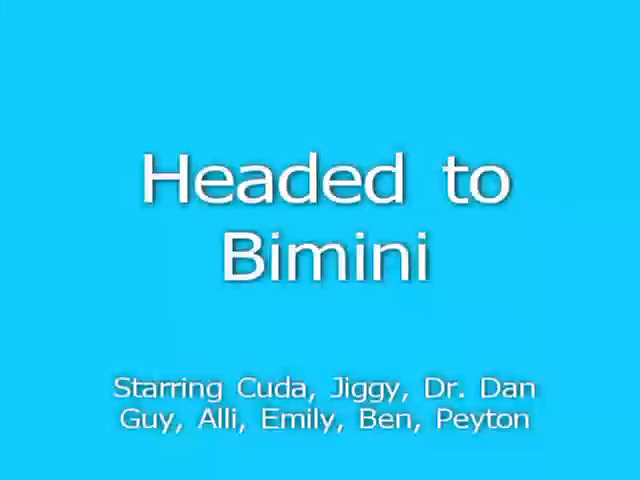 Headed to
Bimini
Starring Cuda, Jiggy, Dr. Dan
Guy, Alli, Emily, Ben, Peyton